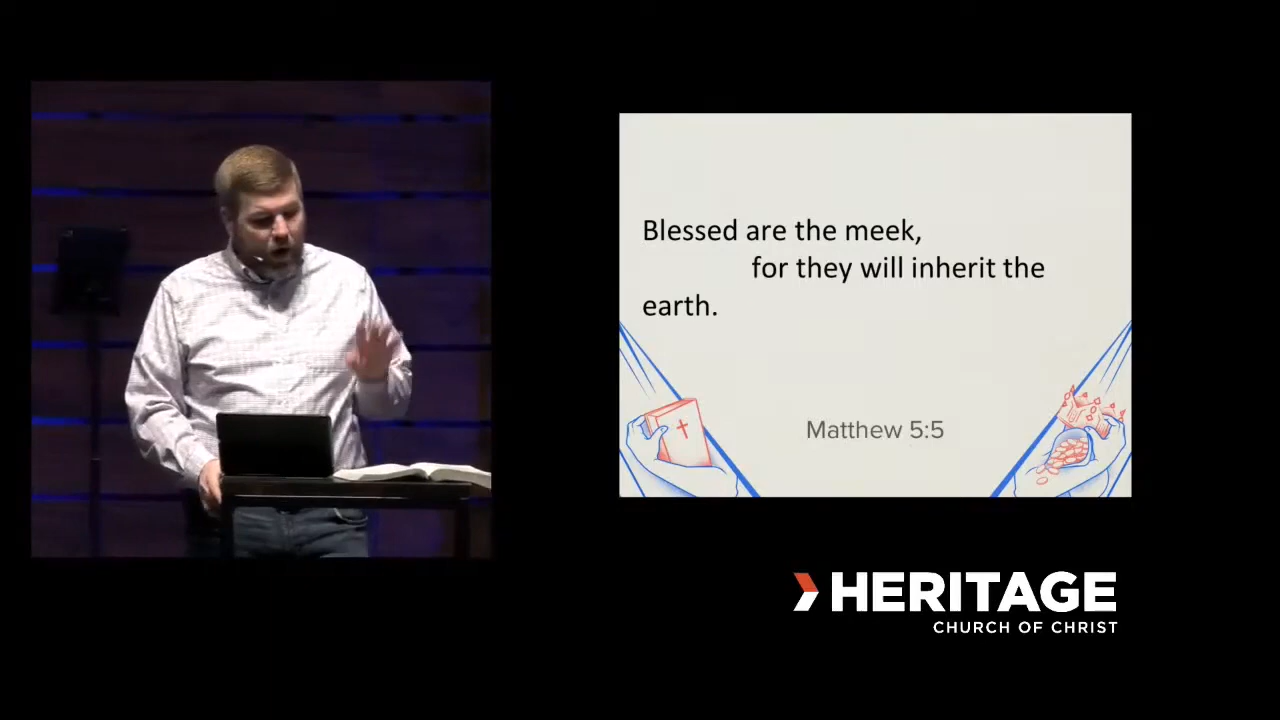 Blessed are the meek,
for they will inherit the
earth.
Matthew 5:5
HERITAGE
CHURCH OF CHRIST